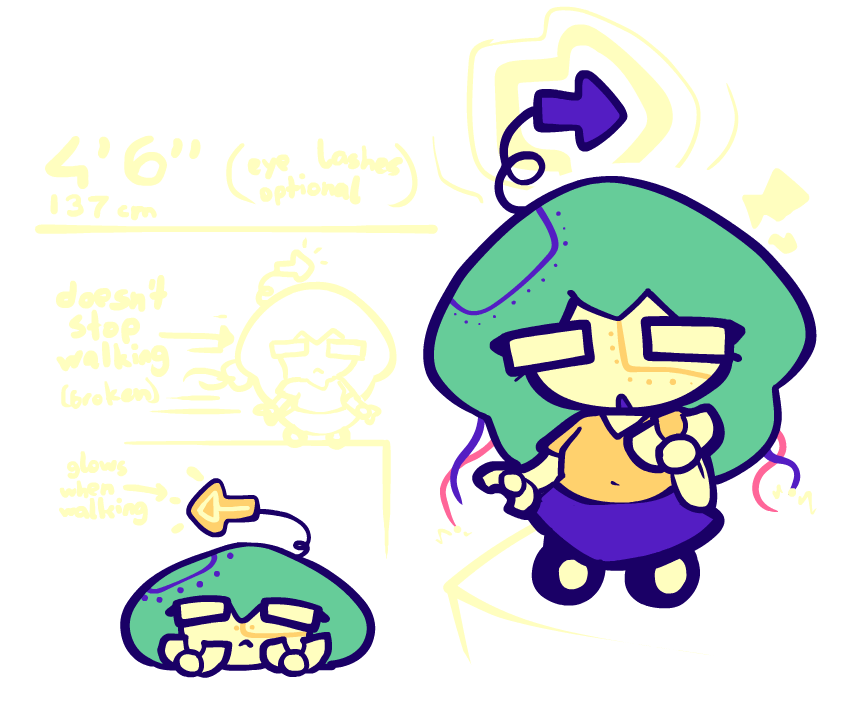 4'6"
137 cm
(eye lashes
optional)
doesn't
stop
walking
(broken)
glows
when
walking